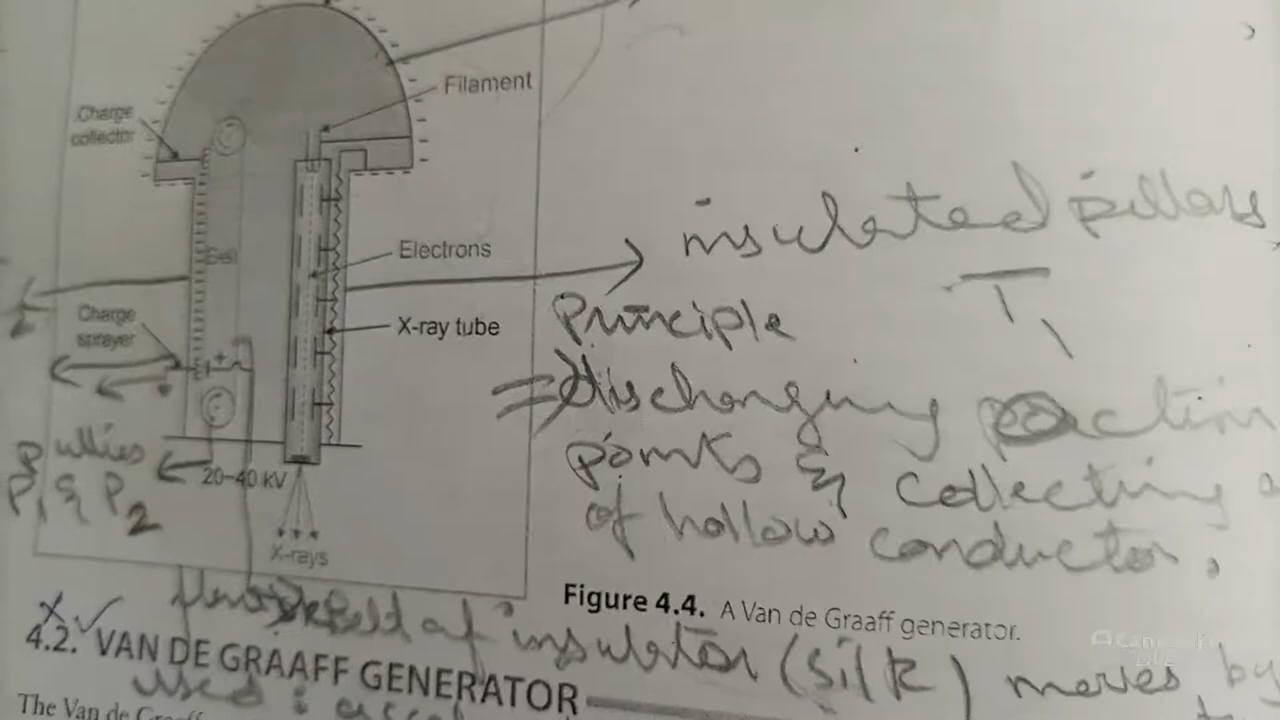 Filament
Charge
collector
insulated pillars
Belt
Electrons
T1
Principle
Charge
sprayer
+
X-ray tube
discharging action
points & collecting
Pullies
P1 & P2
20–40 kV
of hollow conductor.
X-rays
Figure 4.4. A Van de Graaff generator.
of insulator (silk) moves by
4.2. VAN DE GRAAFF GENERATOR
used :
The Van de Graaff